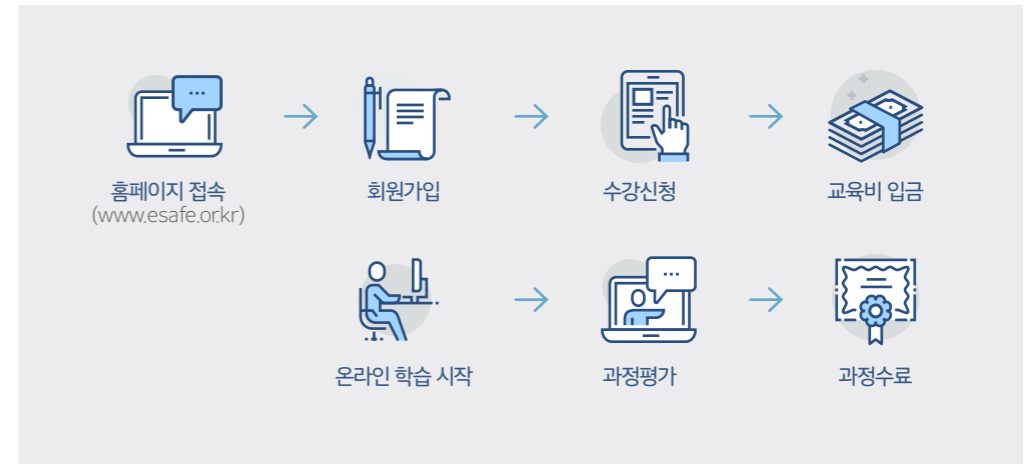 홈페이지 접속
(www.esafe.or.kr)
회원가입
수강신청
교육비 입금
온라인 학습 시작
과정평가
과정수료